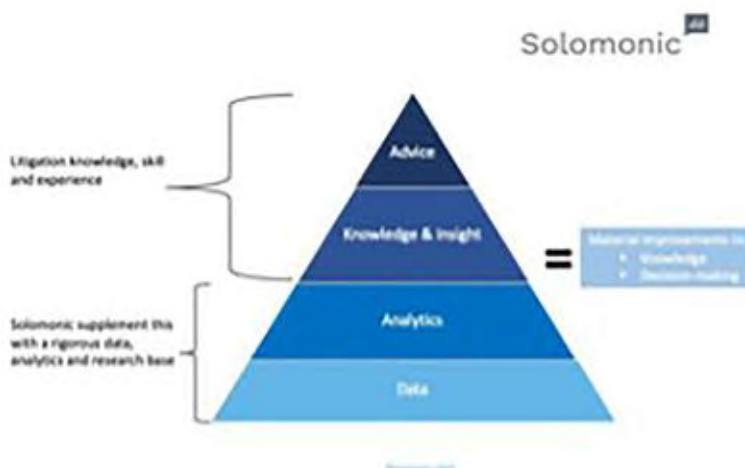 Solomonic
Litigation knowledge, skill
and experience
Advice
Knowledge & Insight
Solomonic supplement this
with a rigorous data,
analytics and research base
Analytics
Data
=
Material improvements in
• Knowledge
• Decision-making